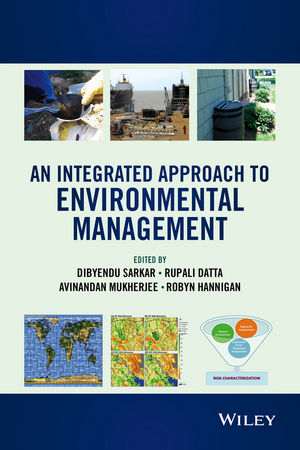 AN INTEGRATED APPROACH TO
ENVIRONMENTAL
MANAGEMENT
EDITED BY
DIBYENDU SARKAR • RUPALI DATTA
AVINANDAN MUKHERJEE • ROBYN HANNIGAN
RISK CHARACTERIZATION
WILEY